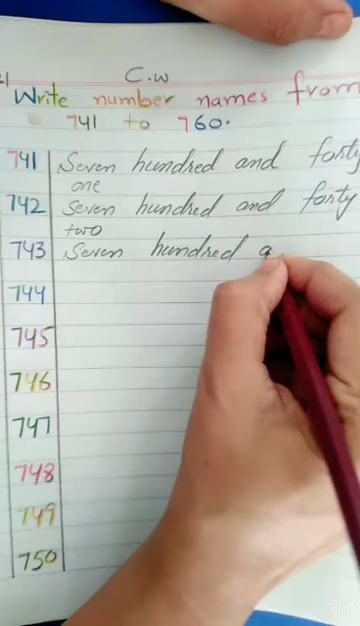 C.w
Write number names from
741 to 760.
741 Seven hundred and forty
one
742 Seven hundred and forty
two
743 Seven hundred a
744
745
746
747
748
749
750